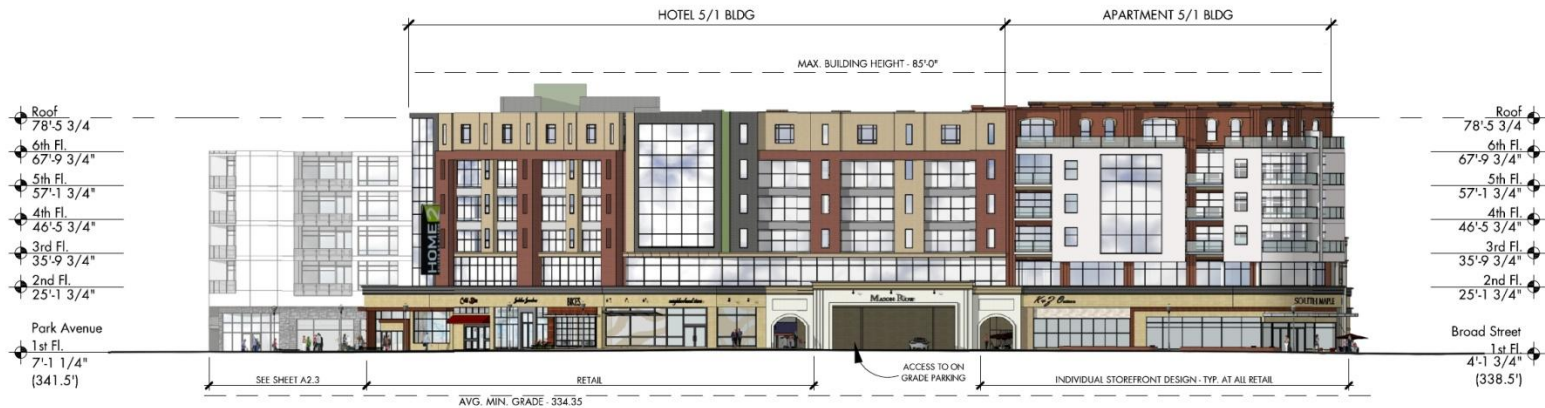 HOTEL 5/1 BLDG
APARTMENT 5/1 BLDG
MAX. BUILDING HEIGHT - 85'-0"
Roof
78'-5 3/4
6th Fl.
67'-9 3/4"
5th Fl.
57'-1 3/4"
4th Fl.
46'-5 3/4"
3rd Fl.
35'-9 3/4"
2nd Fl.
25'-1 3/4"
Park Avenue
1st Fl.
7'-1 1/4"
(341.5')
HOME 2
MASON ROW
SOUTH MAPLE
Roof
78'-5 3/4
6th Fl.
67'-9 3/4"
5th Fl.
57'-1 3/4"
4th Fl.
46'-5 3/4"
3rd Fl.
35'-9 3/4"
2nd Fl.
25'-1 3/4"
Broad Street
1st Fl.
4'-1 3/4"
(338.5')
SEE SHEET A2.3
RETAIL
ACCESS TO ON
GRADE PARKING
INDIVIDUAL STOREFRONT DESIGN - TYP. AT ALL RETAIL
AVG. MIN. GRADE - 334.35